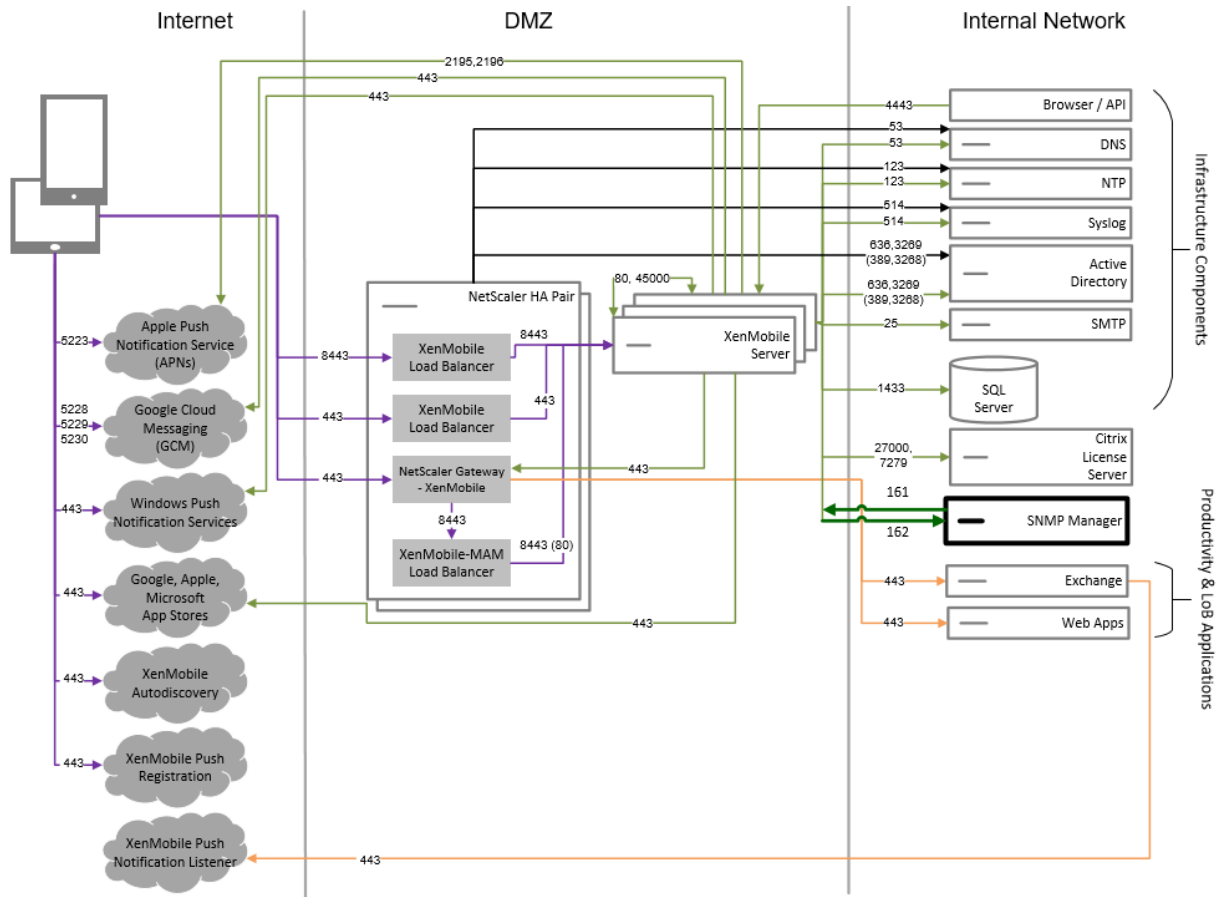 Internet
DMZ
Internal Network
2195,2196
443
443
4443
Browser / API
53
53
DNS
123
123
NTP
514
514
Syslog
636,3269
(389,3268)
636,3269
(389,3268)
Active
Directory
25
SMTP
1433
SQL
Server
27000,
7279
Citrix
License
Server
161
162
SNMP Manager
443
Exchange
443
Web Apps
Infrastructure Components
Productivity & LoB Applications
80, 45000
XenMobile
Server
NetScaler HA Pair
8443
XenMobile
Load Balancer
8443
443
XenMobile
Load Balancer
443
443
NetScaler Gateway
- XenMobile
443
8443
XenMobile-MAM
Load Balancer
8443 (80)
443
5223
Apple Push
Notification Service
(APNs)
5228
5229
5230
Google Cloud
Messaging
(GCM)
443
Windows Push
Notification Services
443
Google, Apple,
Microsoft
App Stores
443
XenMobile
Autodiscovery
443
XenMobile Push
Registration
XenMobile Push
Notification Listener
443